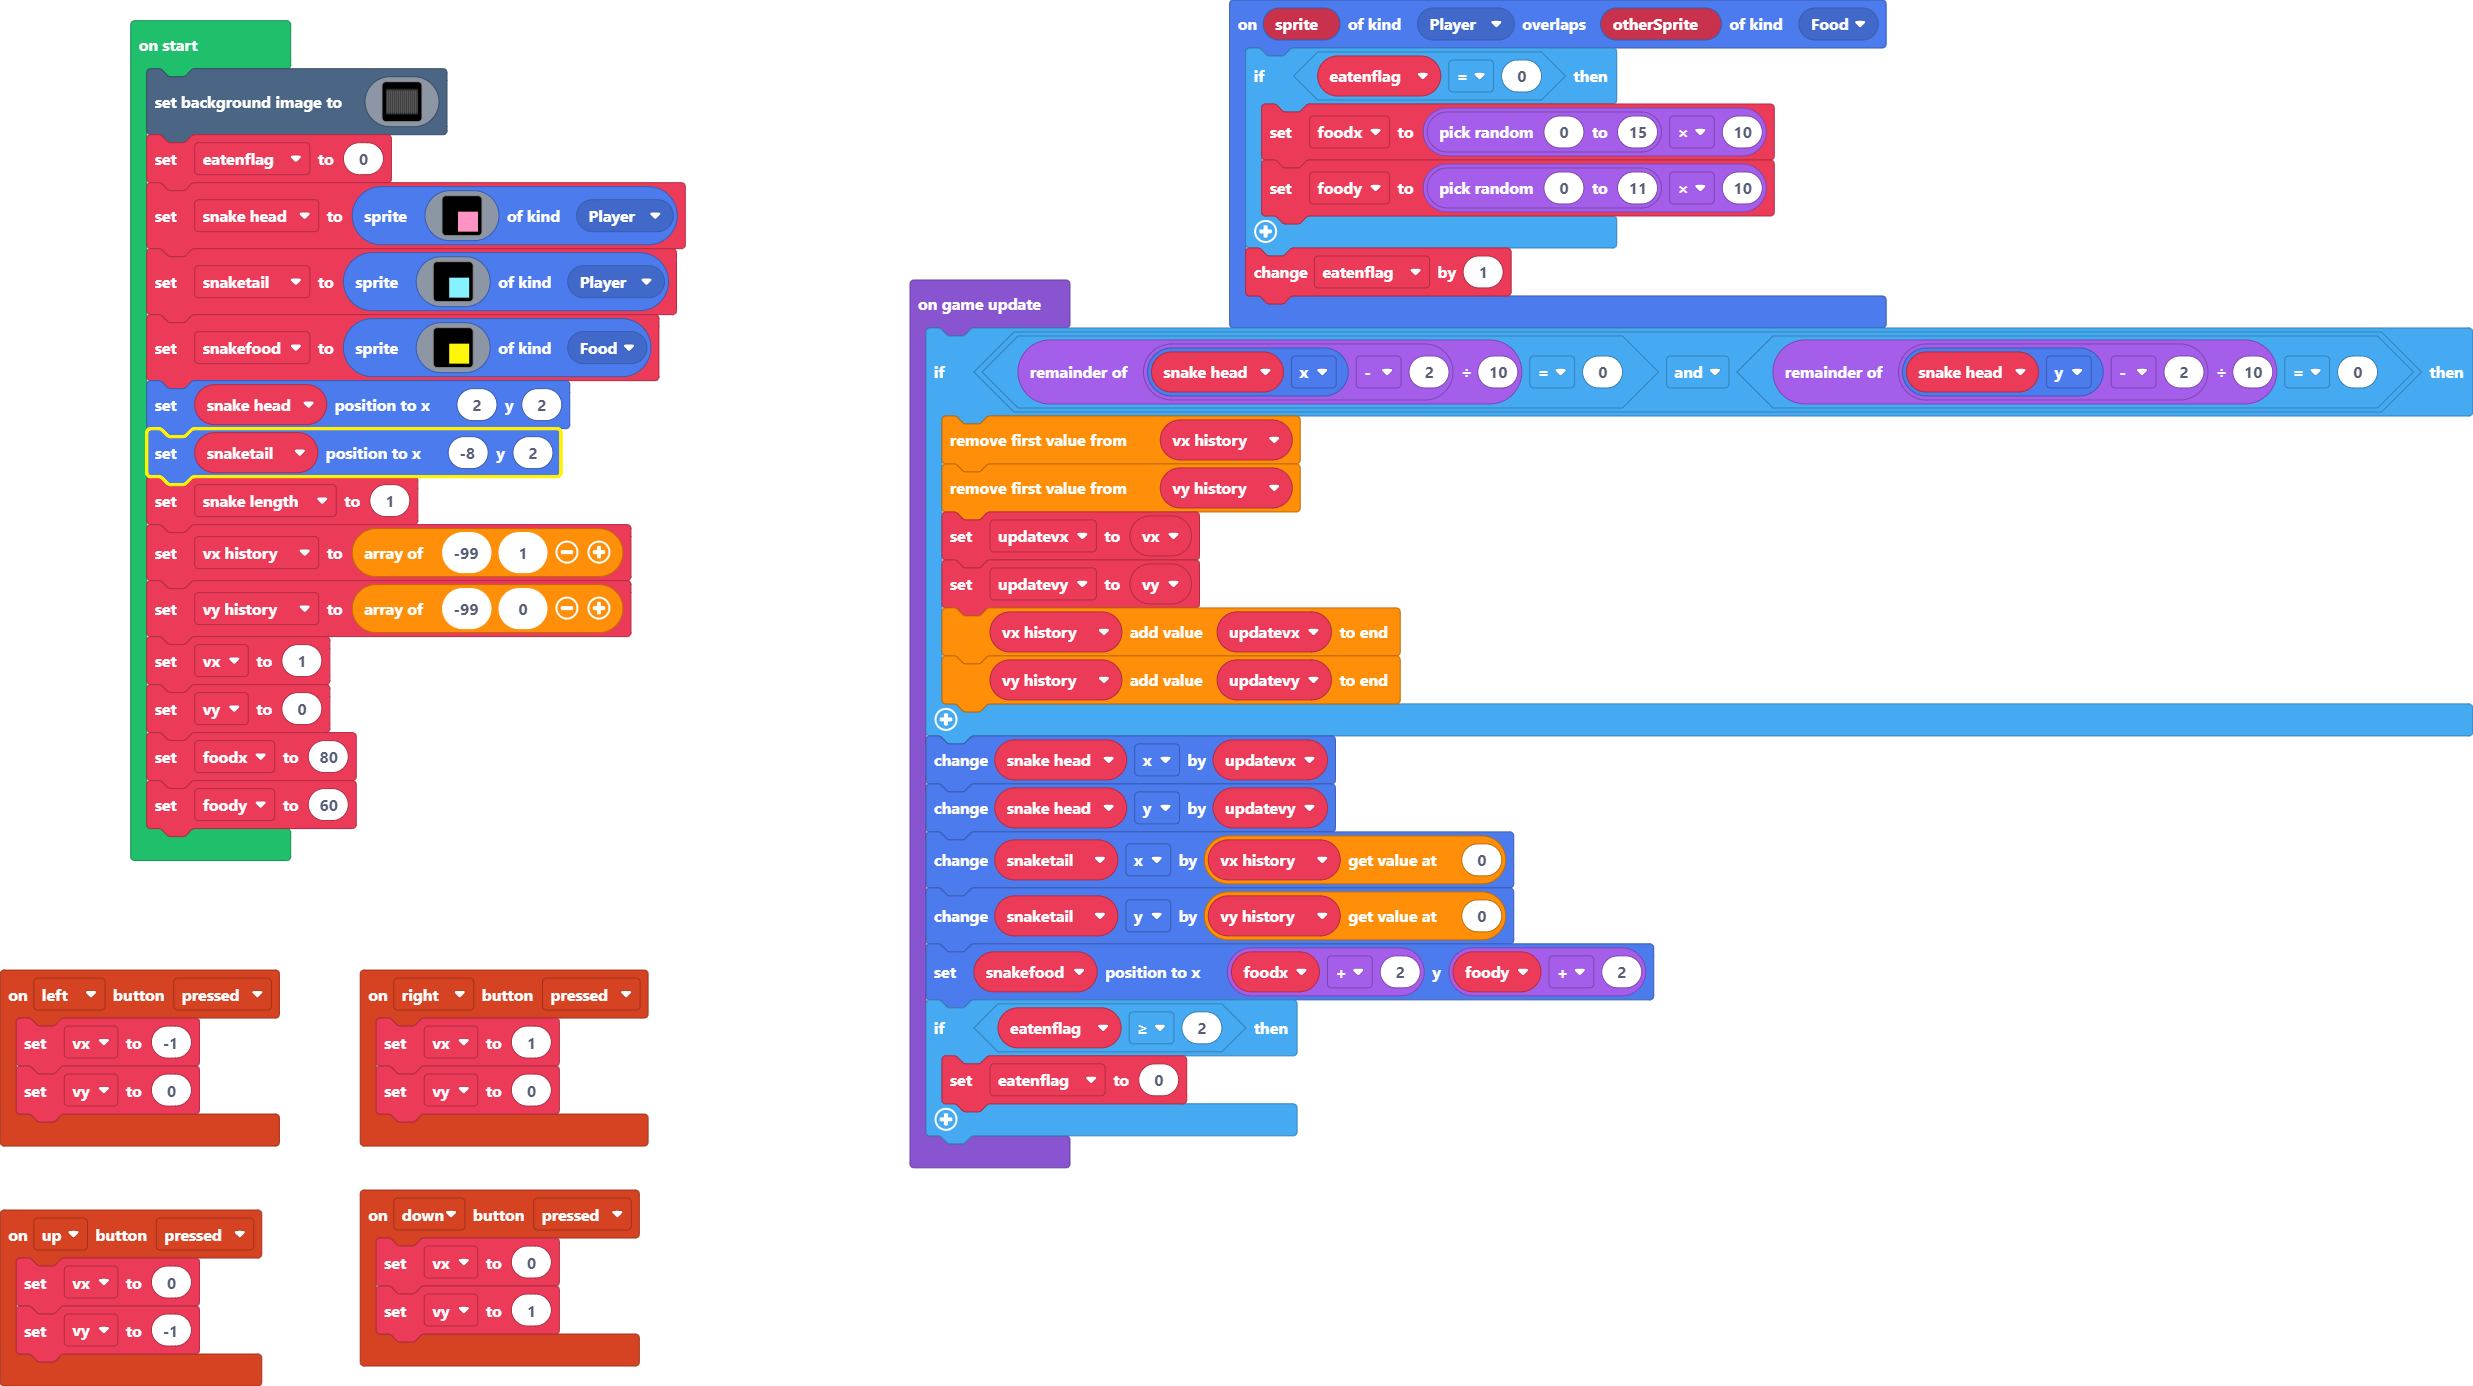 on start
set background image to
set eatenflag to 0
set snake head to sprite of kind Player
set snaketail to sprite of kind Player
set snakefood to sprite of kind Food
set snake head position to x 2 y 2
set snaketail position to x -8 y 2
set snake length to 1
set vx history to array of -99 1
set vy history to array of -99 0
set vx to 1
set vy to 0
set foodx to 80
set foody to 60
on sprite of kind Player overlaps otherSprite of kind Food
if eatenflag = 0 then
set foodx to pick random 0 to 15 × 10
set foody to pick random 0 to 11 × 10
change eatenflag by 1
on game update
if remainder of snake head x - 2 ÷ 10 = 0 and remainder of snake head y - 2 ÷ 10 = 0 then
remove first value from vx history
remove first value from vy history
set updatevx to vx
set updatevy to vy
vx history add value updatevx to end
vy history add value updatevy to end
change snake head x by updatevx
change snake head y by updatevy
change snaketail x by vx history get value at 0
change snaketail y by vy history get value at 0
set snakefood position to x foodx + 2 y foody + 2
if eatenflag ≥ 2 then
set eatenflag to 0
on left button pressed
set vx to -1
set vy to 0
on right button pressed
set vx to 1
set vy to 0
on up button pressed
set vx to 0
set vy to -1
on down button pressed
set vx to 0
set vy to 1